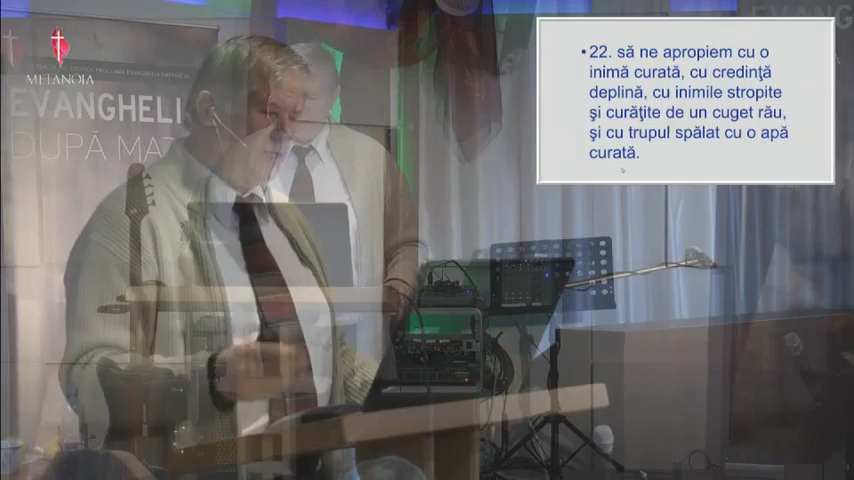 METANOIA
EVANGHELI
DUPĂ MAT
• 22. să ne apropiem cu o
inimă curată, cu credinţă
deplină, cu inimile stropite
şi curăţite de un cuget rău,
şi cu trupul spălat cu o apă
curată.
EVANGH